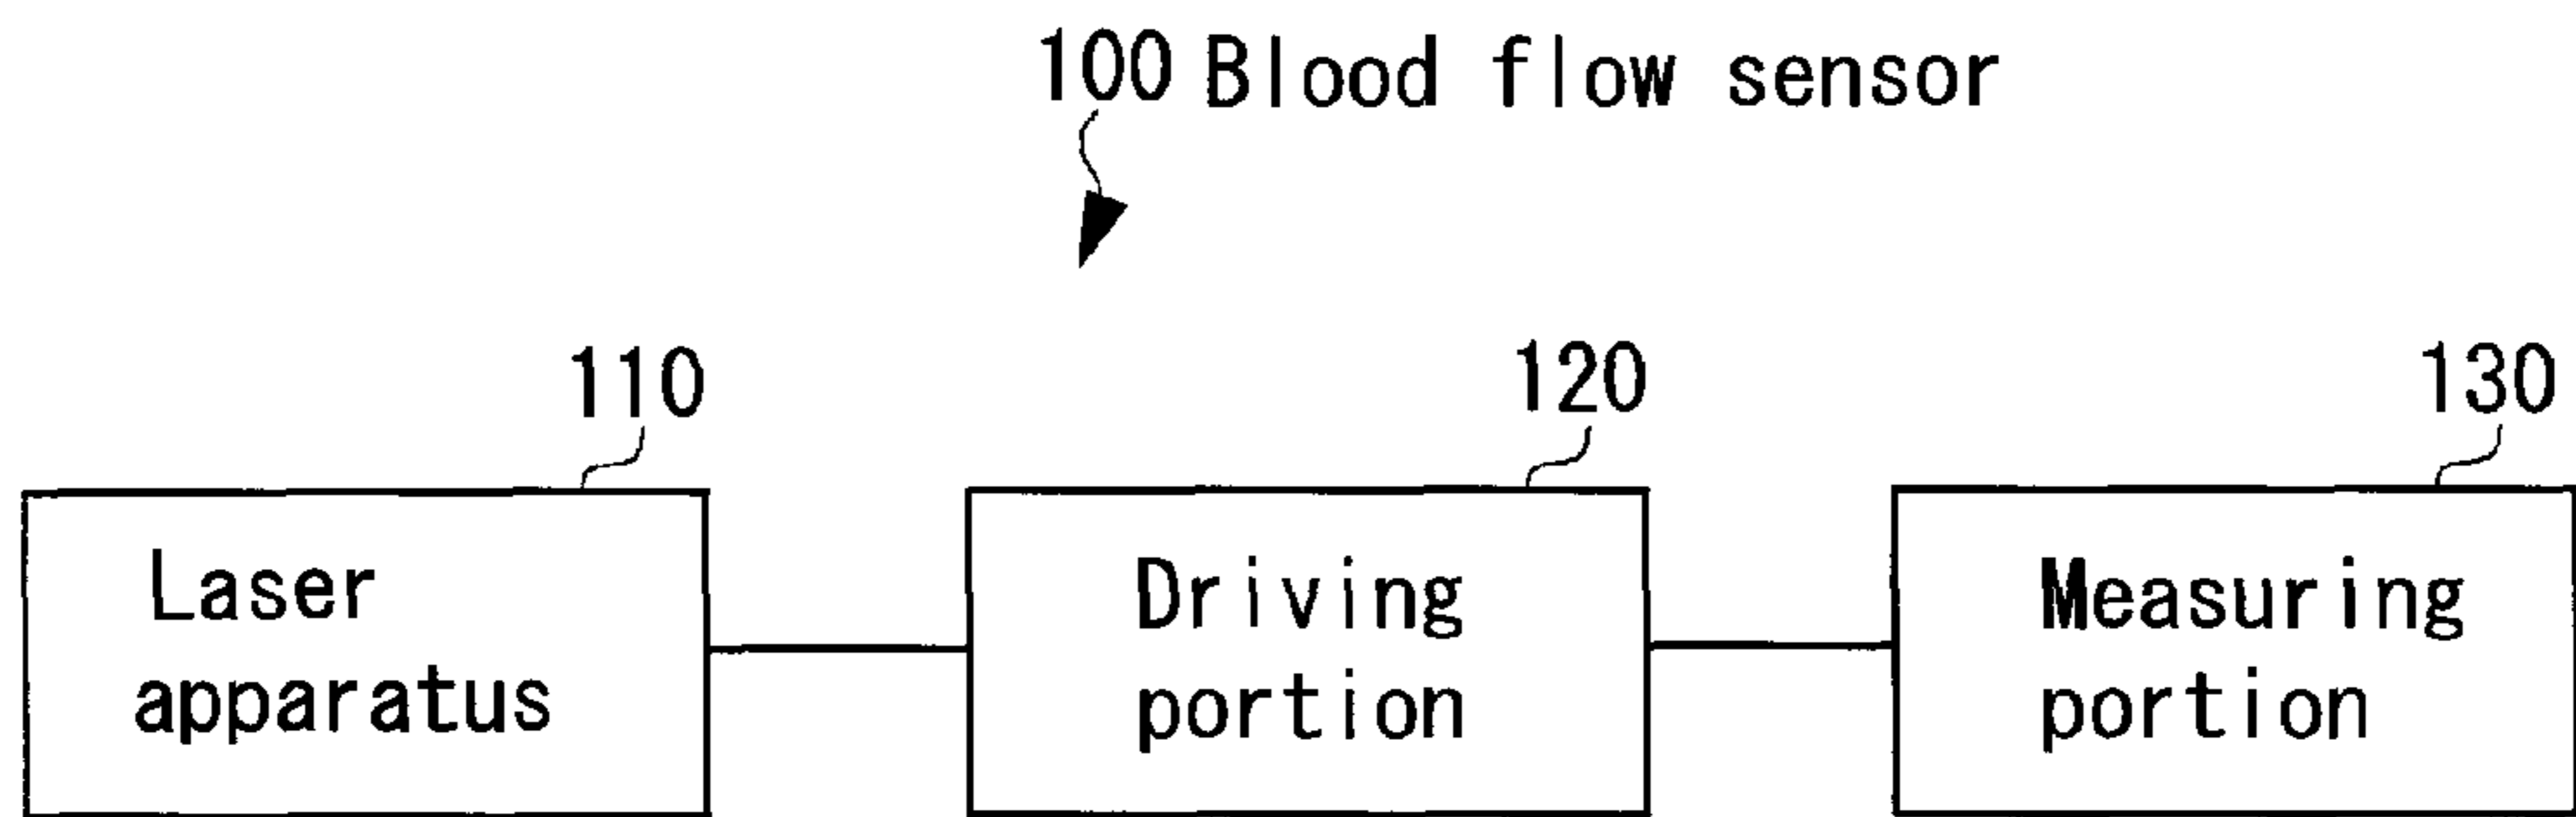 100 Blood flow sensor
110
120
130
Laser
apparatus
Driving
portion
Measuring
portion